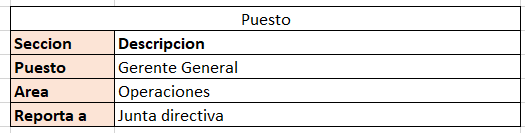 Puesto
Seccion Descripcion
Puesto Gerente General
Area Operaciones
Reporta a Junta directiva